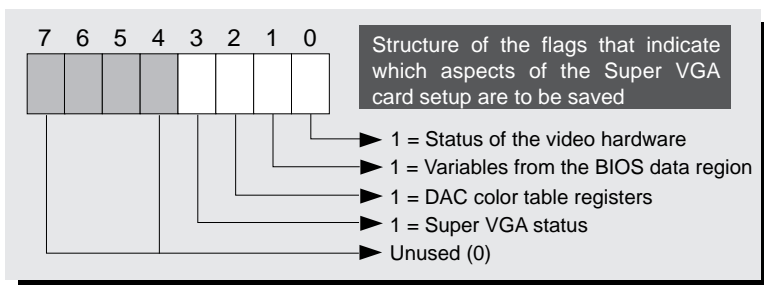 7 6 5 4 3 2 1 0
Structure of the flags that indicate
which aspects of the Super VGA
card setup are to be saved
1 = Status of the video hardware
1 = Variables from the BIOS data region
1 = DAC color table registers
1 = Super VGA status
Unused (0)